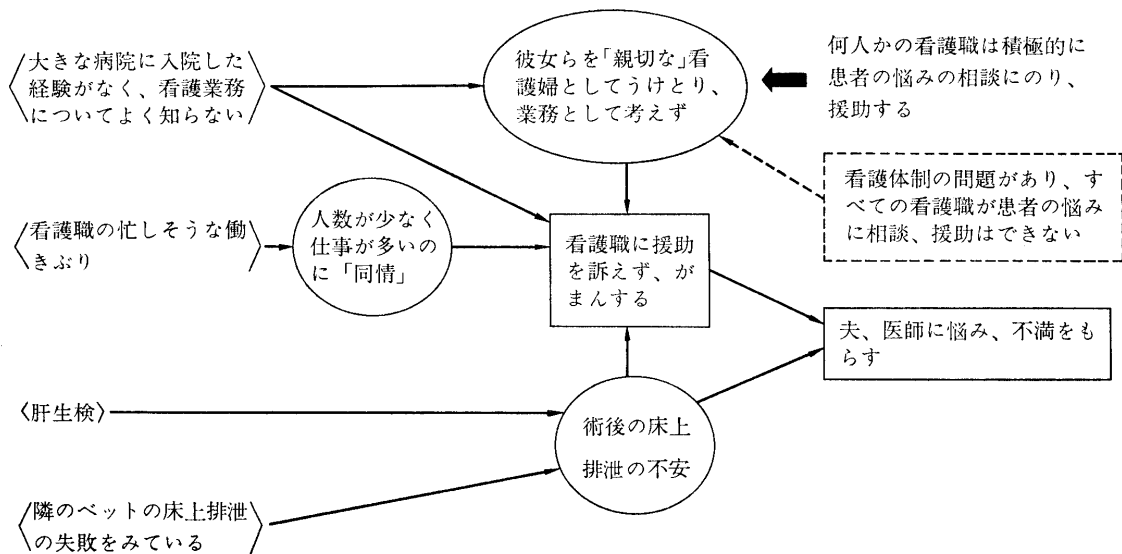 〈大きな病院に入院した
経験がなく、看護業務
についてよく知らない〉
彼女らを「親切な」看
護婦としてうけとり、
業務として考えず
何人かの看護職は積極的に
患者の悩みの相談にのり、
援助する
看護体制の問題があり、す
べての看護職が患者の悩み
に相談、援助はできない
〈看護職の忙しそうな働
きぶり〉
人数が少なく
仕事が多いの
に「同情」
看護職に援助
を訴えず、が
まんする
夫、医師に悩み、不満をも
らす
〈肝生検〉
術後の床上
排泄の不安
〈隣のベットの床上排泄
の失敗をみている〉